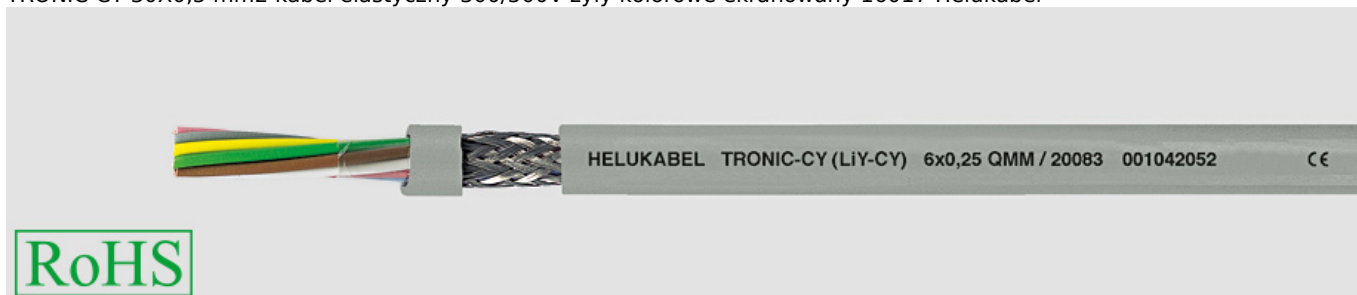 HELUKABEL TRONIC-CY (LiY-CY) 6x0,25 QMM / 20083 001042052 CE
RoHS